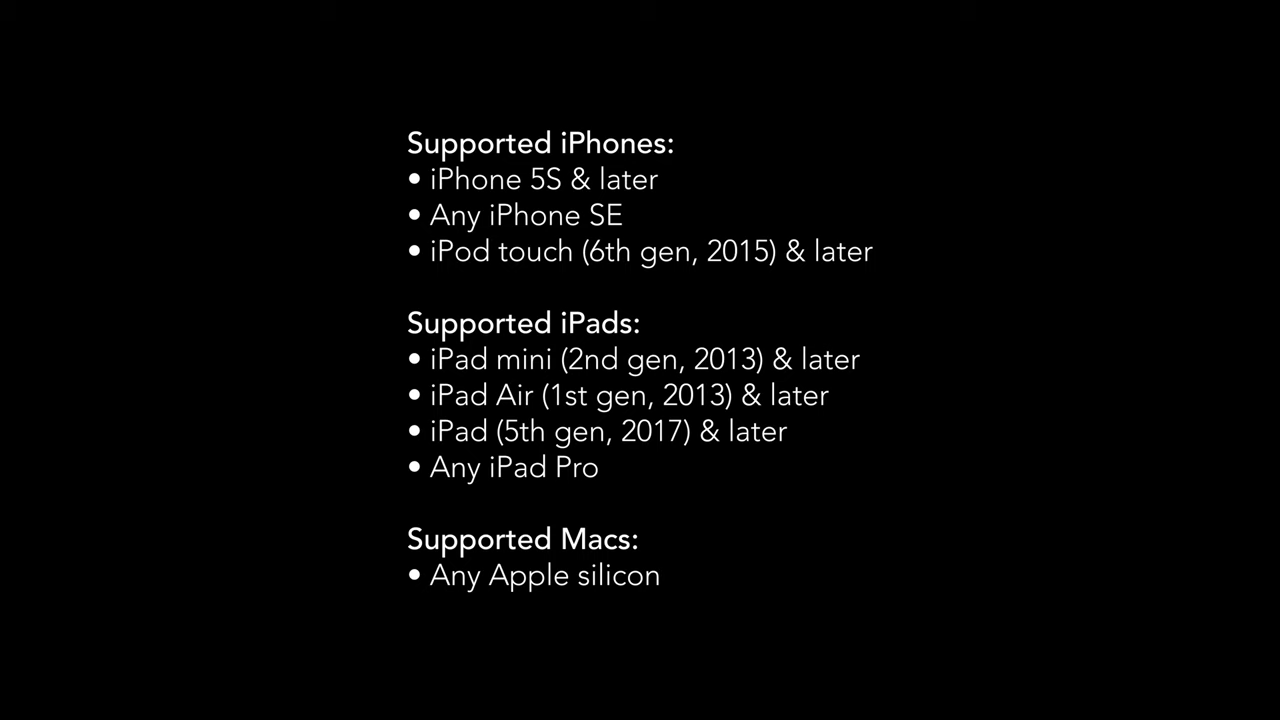 Supported iPhones:
• iPhone 5S & later
• Any iPhone SE
• iPod touch (6th gen, 2015) & later
Supported iPads:
• iPad mini (2nd gen, 2013) & later
• iPad Air (1st gen, 2013) & later
• iPad (5th gen, 2017) & later
• Any iPad Pro
Supported Macs:
• Any Apple silicon